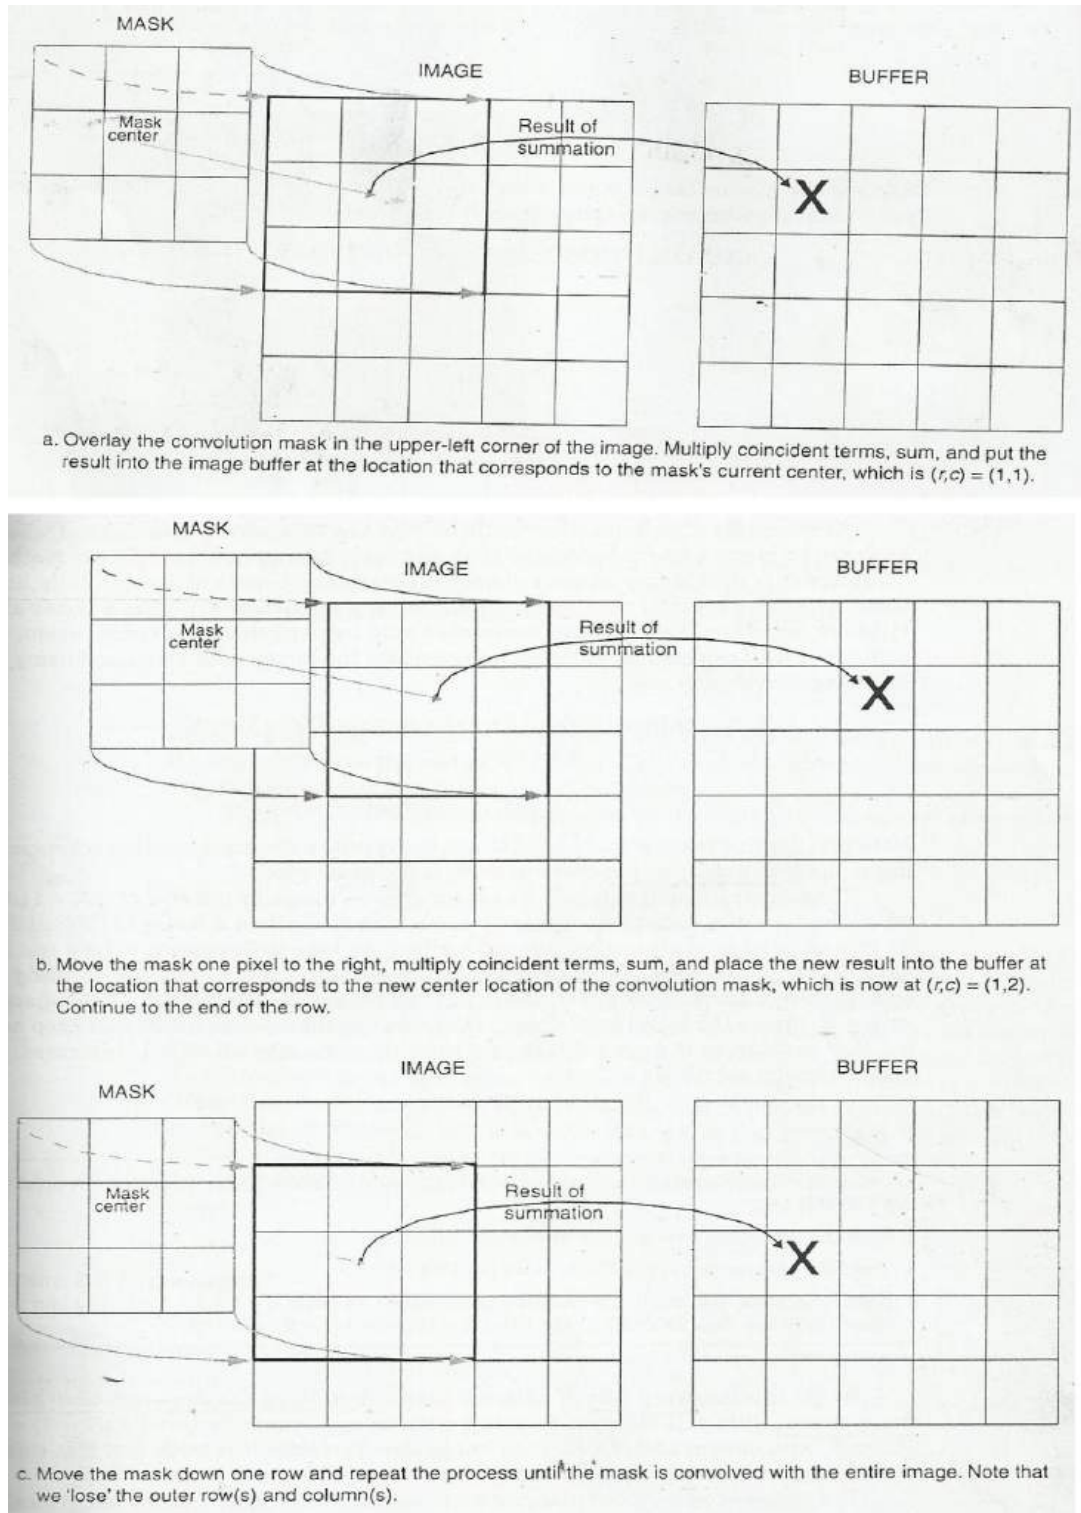 MASK
IMAGE
BUFFER
Mask
center
Result of
summation
X
a. Overlay the convolution mask in the upper-left corner of the image. Multiply coincident terms, sum, and put the
result into the image buffer at the location that corresponds to the mask's current center, which is (r,c) = (1,1).
MASK
IMAGE
BUFFER
Mask
center
Result of
summation
X
b. Move the mask one pixel to the right, multiply coincident terms, sum, and place the new result into the buffer at
the location that corresponds to the new center location of the convolution mask, which is now at (r,c) = (1,2).
Continue to the end of the row.
IMAGE
BUFFER
MASK
Mask
center
Result of
summation
X
c. Move the mask down one row and repeat the process until the mask is convolved with the entire image. Note that
we 'lose' the outer row(s) and column(s).